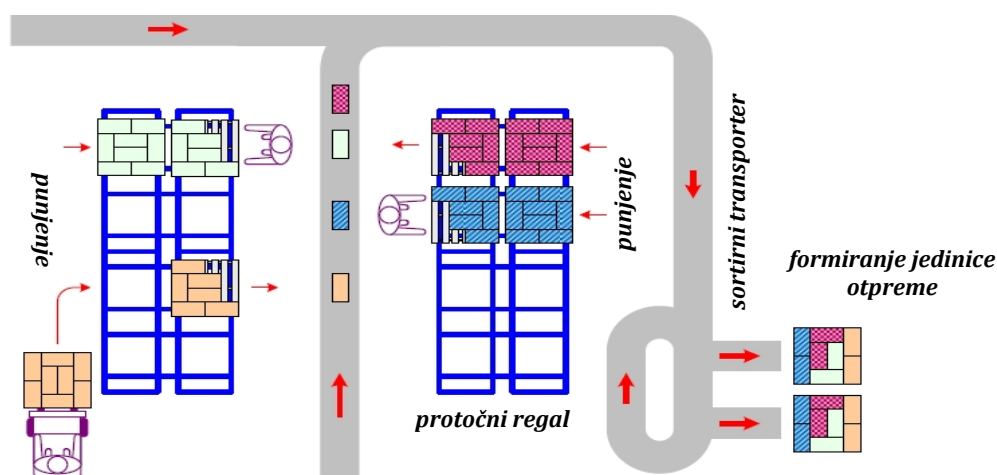 punjenje
punjenje
sortirni transporter
formiranje jedinice
otpreme
protočni regal